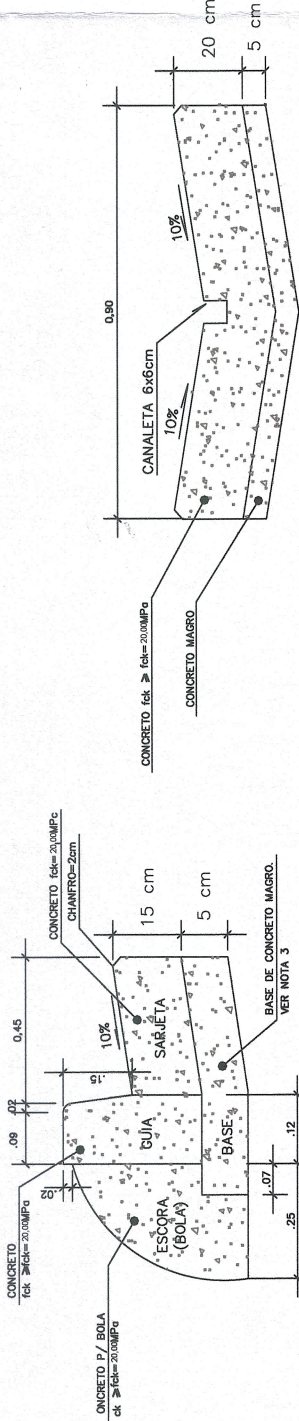 CONCRETO
fck ⩾fck=20,00MPa
ONCRETO P/ BOLA
ck ⩾fck=20,00MPa
.02
.09
.02
0,45
CONCRETO fck=20,00MPc
CHANFRO=2cm
10%
.15
GUIA
SARJETA
ESCORA
(BOLA)
BASE
15 cm
5 cm
.07
.12
.25
BASE DE CONCRETO MAGRO.
VER NOTA 3
CONCRETO fck ⩾ fck=20,00MPa
CONCRETO MAGRO
0,90
10%
CANALETA 6x6cm
10%
20 cm
5 cm